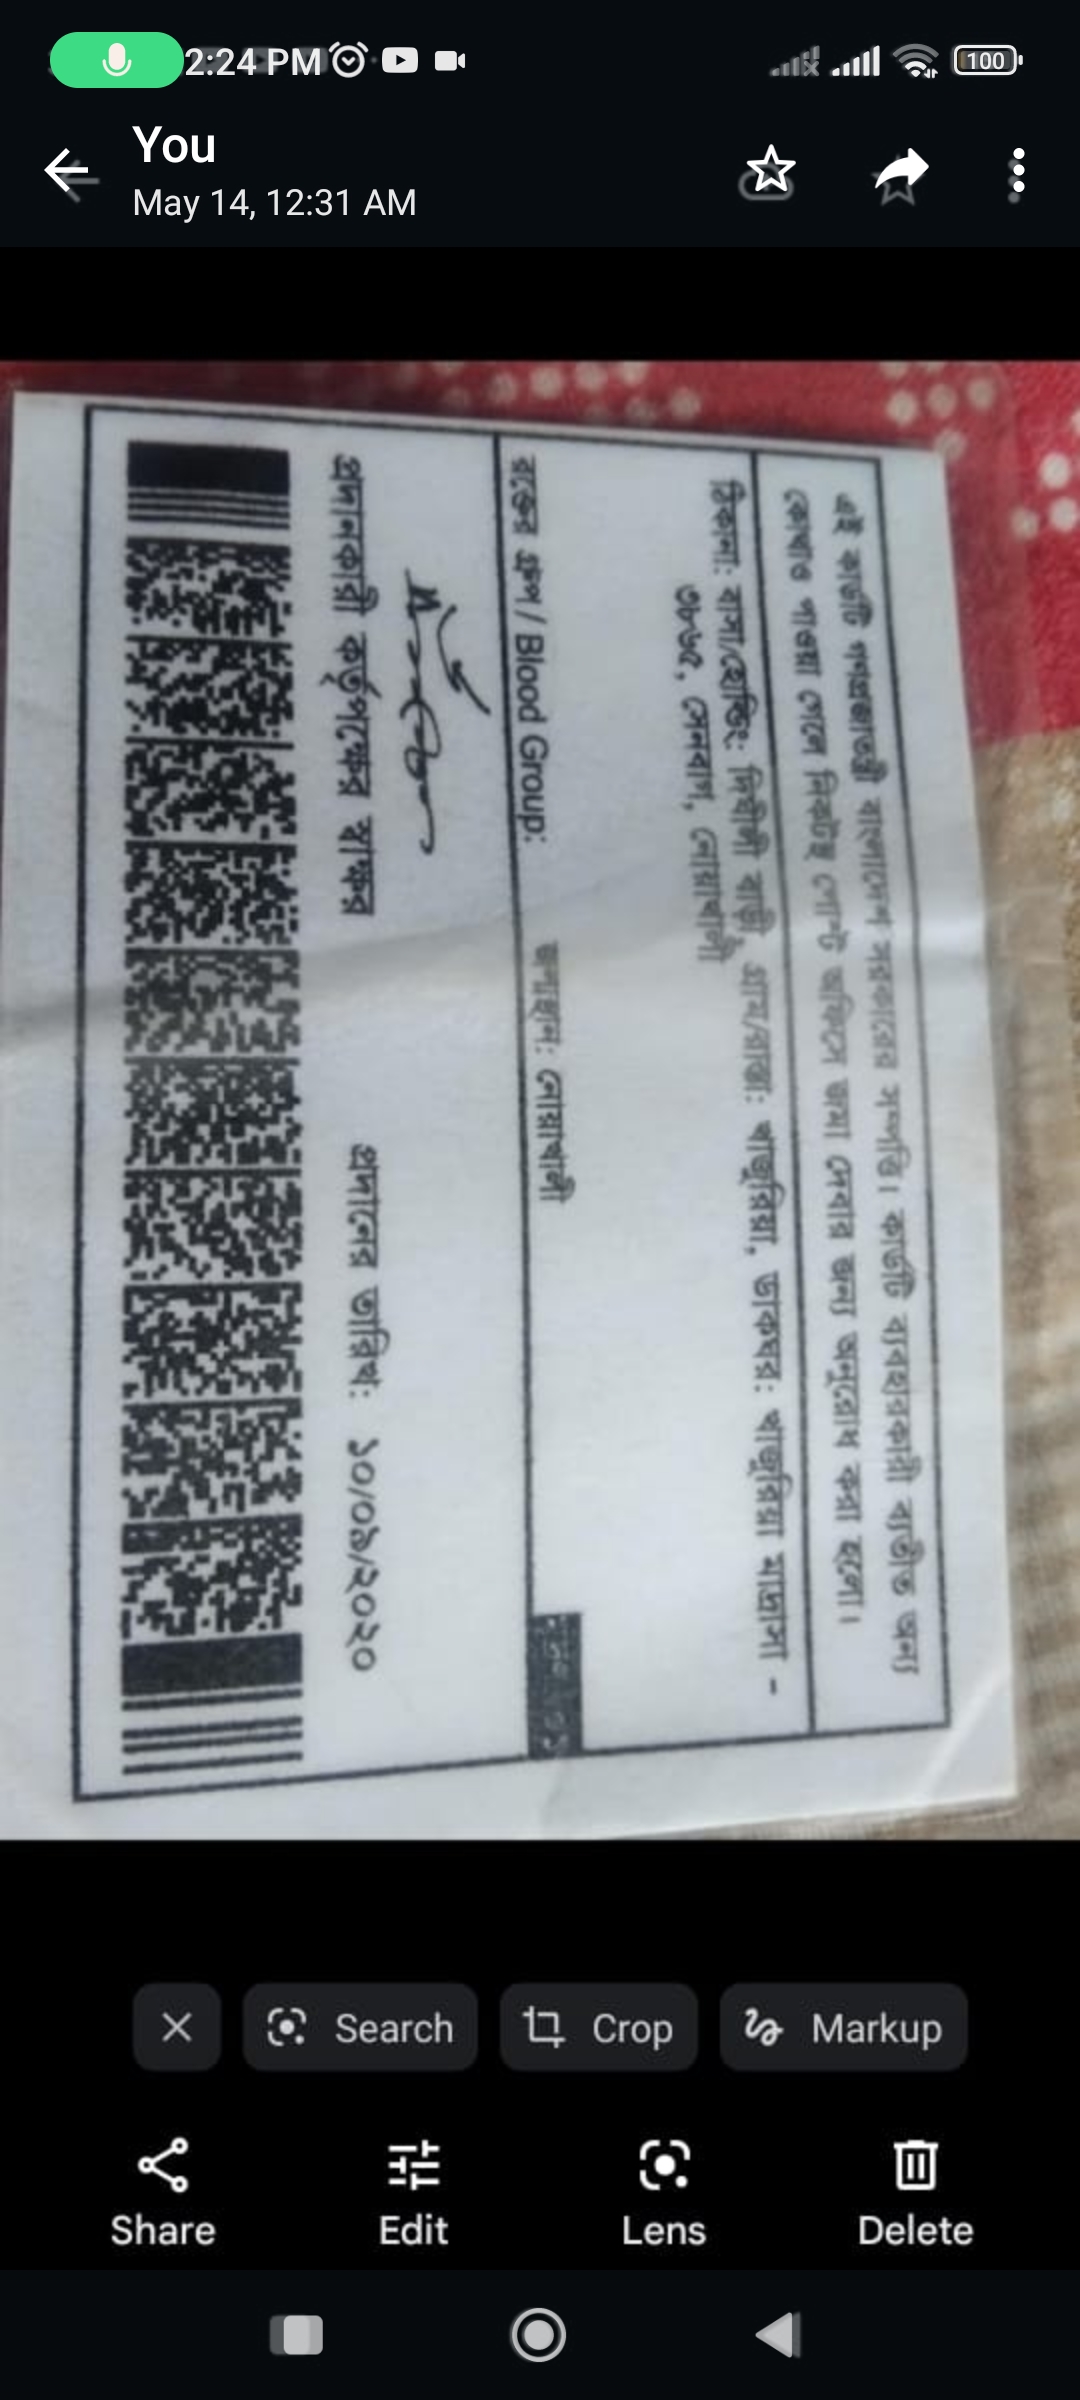 2:24 PM
100
You
May 14, 12:31 AM
এই কার্ডটি গণপ্রজাতন্ত্রী বাংলাদেশ সরকারের সম্পত্তি। কার্ডটি ব্যবহারকারী ব্যতীত অন্য
কোথাও পাওয়া গেলে নিকটস্থ পোস্ট অফিসে জমা দেবার জন্য অনুরোধ করা হলো।
ঠিকানা: বাসা/হোল্ডিং: মিঝী বাড়ী, গ্রাম/রাস্তা: খাজুরিয়া, ডাকঘর: খাজুরিয়া মাদ্রাসা -
৩৮৬২, সেনবাগ, নোয়াখালী
রক্তের গ্রুপ / Blood Group: জন্মস্থান: নোয়াখালী
প্রদানকারী কর্তৃপক্ষের স্বাক্ষর প্রদানের তারিখ: ১০/০৯/২০২০
Search Crop Markup
Share Edit Lens Delete